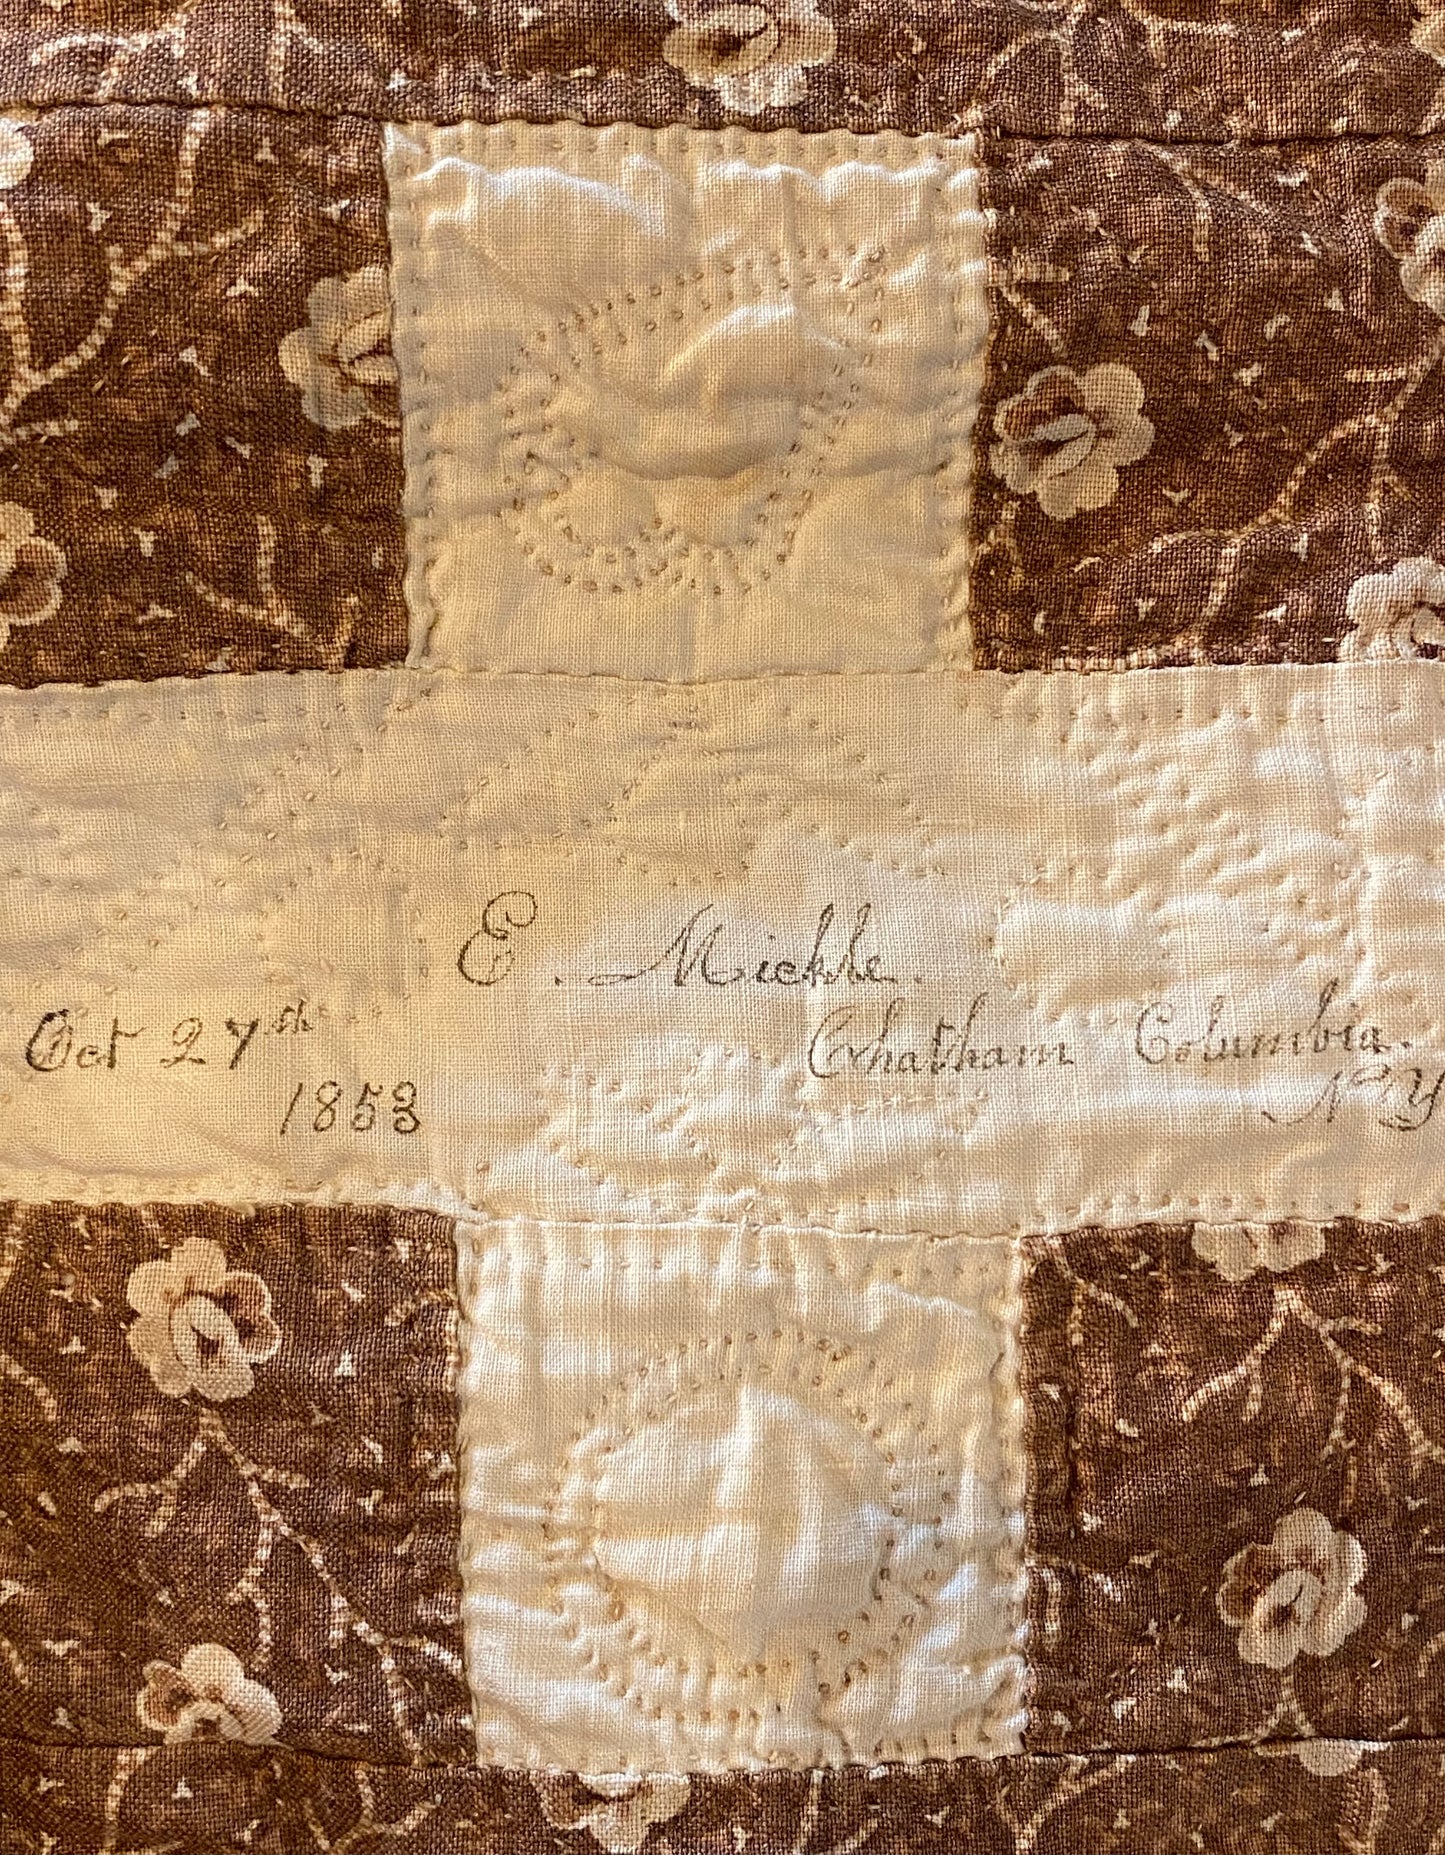 E. Mickle.
Oct 27th Chatham Columbia.
1853 N.Y